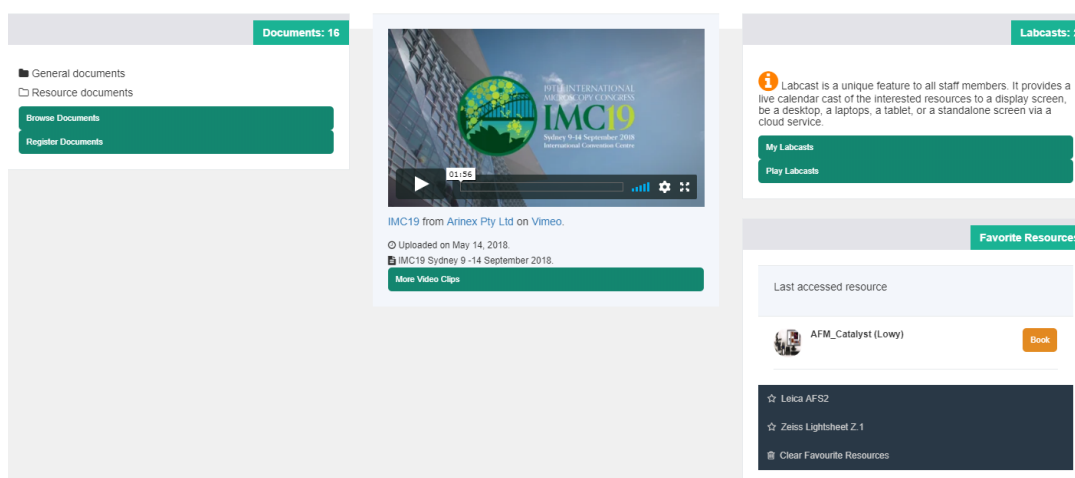 Documents: 16
General documents
Resource documents
Browse Documents
Register Documents
19TH INTERNATIONAL
MICROSCOPY CONGRESS
IMC19
Sydney 9-14 September 2018
International Convention Centre
01:56
IMC19 from Arinex Pty Ltd on Vimeo.
Uploaded on May 14, 2018.
IMC19 Sydney 9 -14 September 2018.
More Video Clips
Labcasts:
Labcast is a unique feature to all staff members. It provides a
live calendar cast of the interested resources to a display screen,
be a desktop, a laptops, a tablet, or a standalone screen via a
cloud service.
My Labcasts
Play Labcasts
Favorite Resources
Last accessed resource
AFM_Catalyst (Lowy)
Book
Leica AFS2
Zeiss Lightsheet Z.1
Clear Favourite Resources